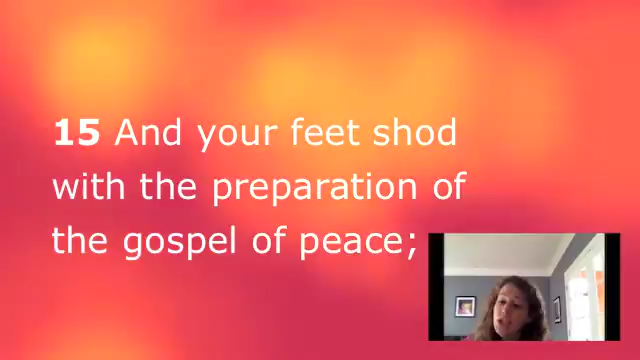 15 And your feet shod
with the preparation of
the gospel of peace;